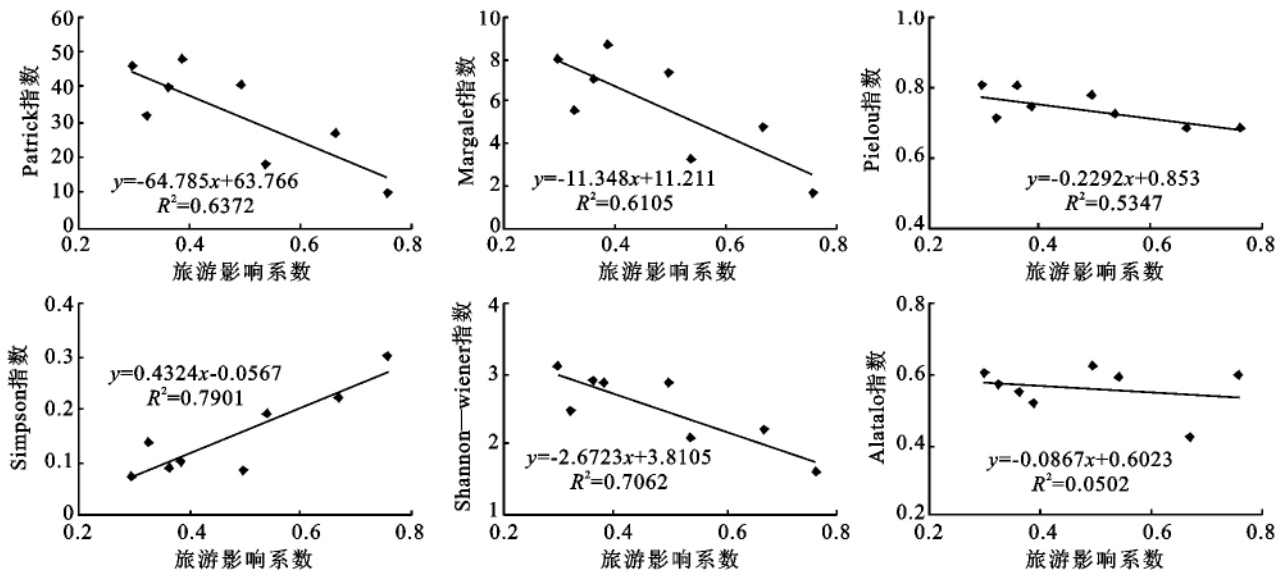 60
50
40
30
20
10
0
Patrick指数
y=-64.785x+63.766
R²=0.6372
0.2 0.4 0.6 0.8
旅游影响系数
10
8
6
4
2
0
Margalef指数
y=-11.348x+11.211
R²=0.6105
0.2 0.4 0.6 0.8
旅游影响系数
1.0
0.8
0.6
0.4
Pielou指数
y=-0.2292x+0.853
R²=0.5347
0.2 0.4 0.6 0.8
旅游影响系数
0.4
0.3
0.2
0.1
0
Simpson指数
y=0.4324x-0.0567
R²=0.7901
0.2 0.4 0.6 0.8
旅游影响系数
4
3
2
1
Shannon—wiener指数
y=-2.6723x+3.8105
R²=0.7062
0.2 0.4 0.6 0.8
旅游影响系数
0.8
0.6
0.4
0.2
Alatalo指数
y=-0.0867x+0.6023
R²=0.0502
0.2 0.4 0.6 0.8
旅游影响系数